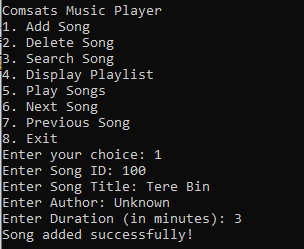 Comsats Music Player
1. Add Song
2. Delete Song
3. Search Song
4. Display Playlist
5. Play Songs
6. Next Song
7. Previous Song
8. Exit
Enter your choice: 1
Enter Song ID: 100
Enter Song Title: Tere Bin
Enter Author: Unknown
Enter Duration (in minutes): 3
Song added successfully!